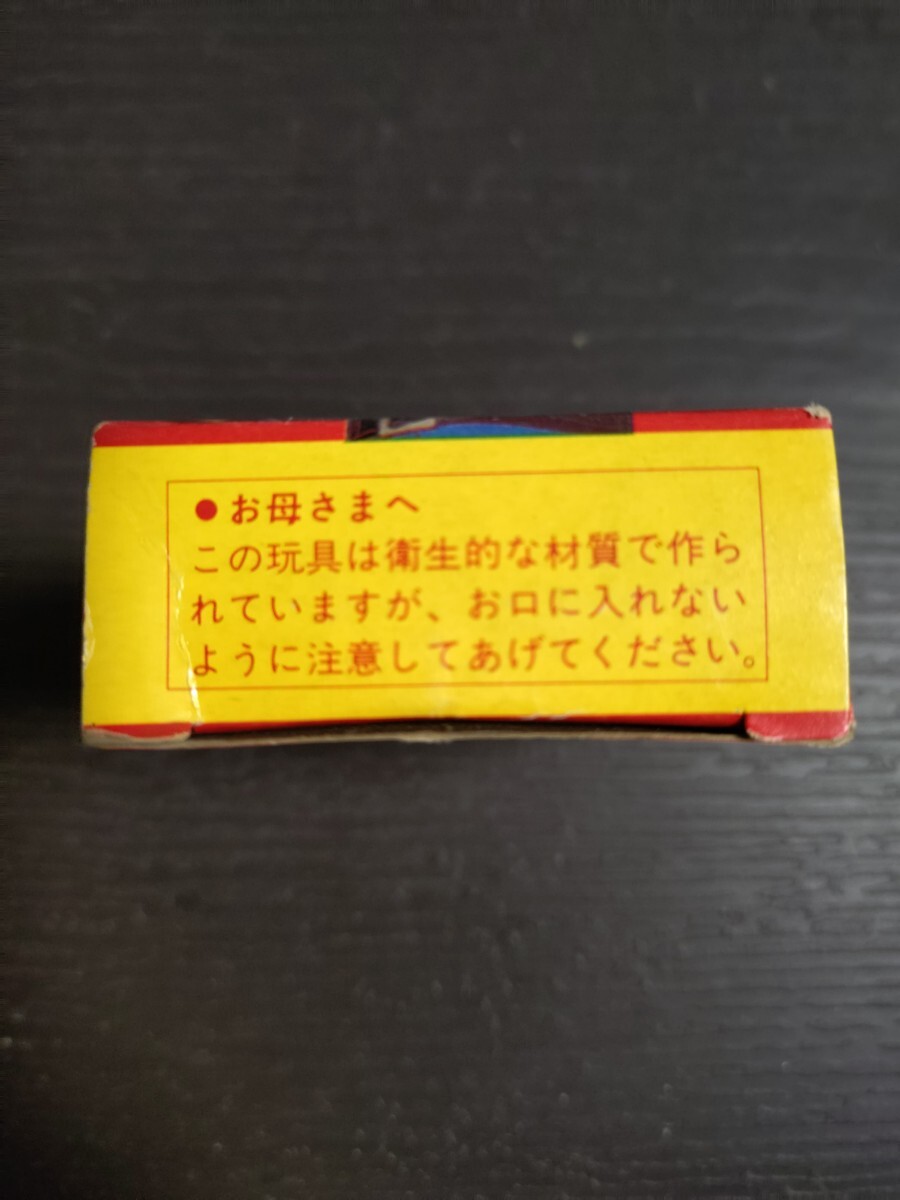 ●お母さまへ
この玩具は衛生的な材質で作ら
れていますが、お口に入れない
ように注意してあげてください。